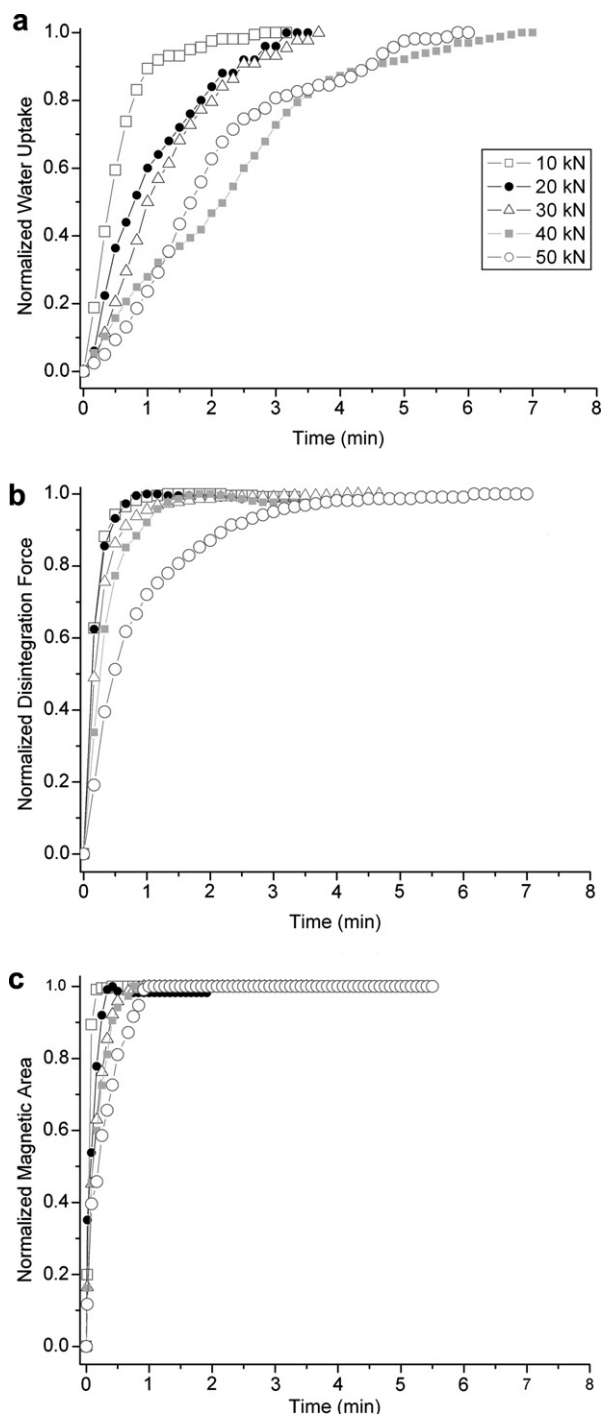 a
Normalized Water Uptake
1.0
0.8
0.6
0.4
0.2
0.0
10 kN
20 kN
30 kN
40 kN
50 kN
0 1 2 3 4 5 6 7 8
Time (min)
b
Normalized Disintegration Force
1.0
0.8
0.6
0.4
0.2
0.0
0 1 2 3 4 5 6 7 8
Time (min)
c
Normalized Magnetic Area
1.0
0.8
0.6
0.4
0.2
0.0
0 1 2 3 4 5 6 7 8
Time (min)